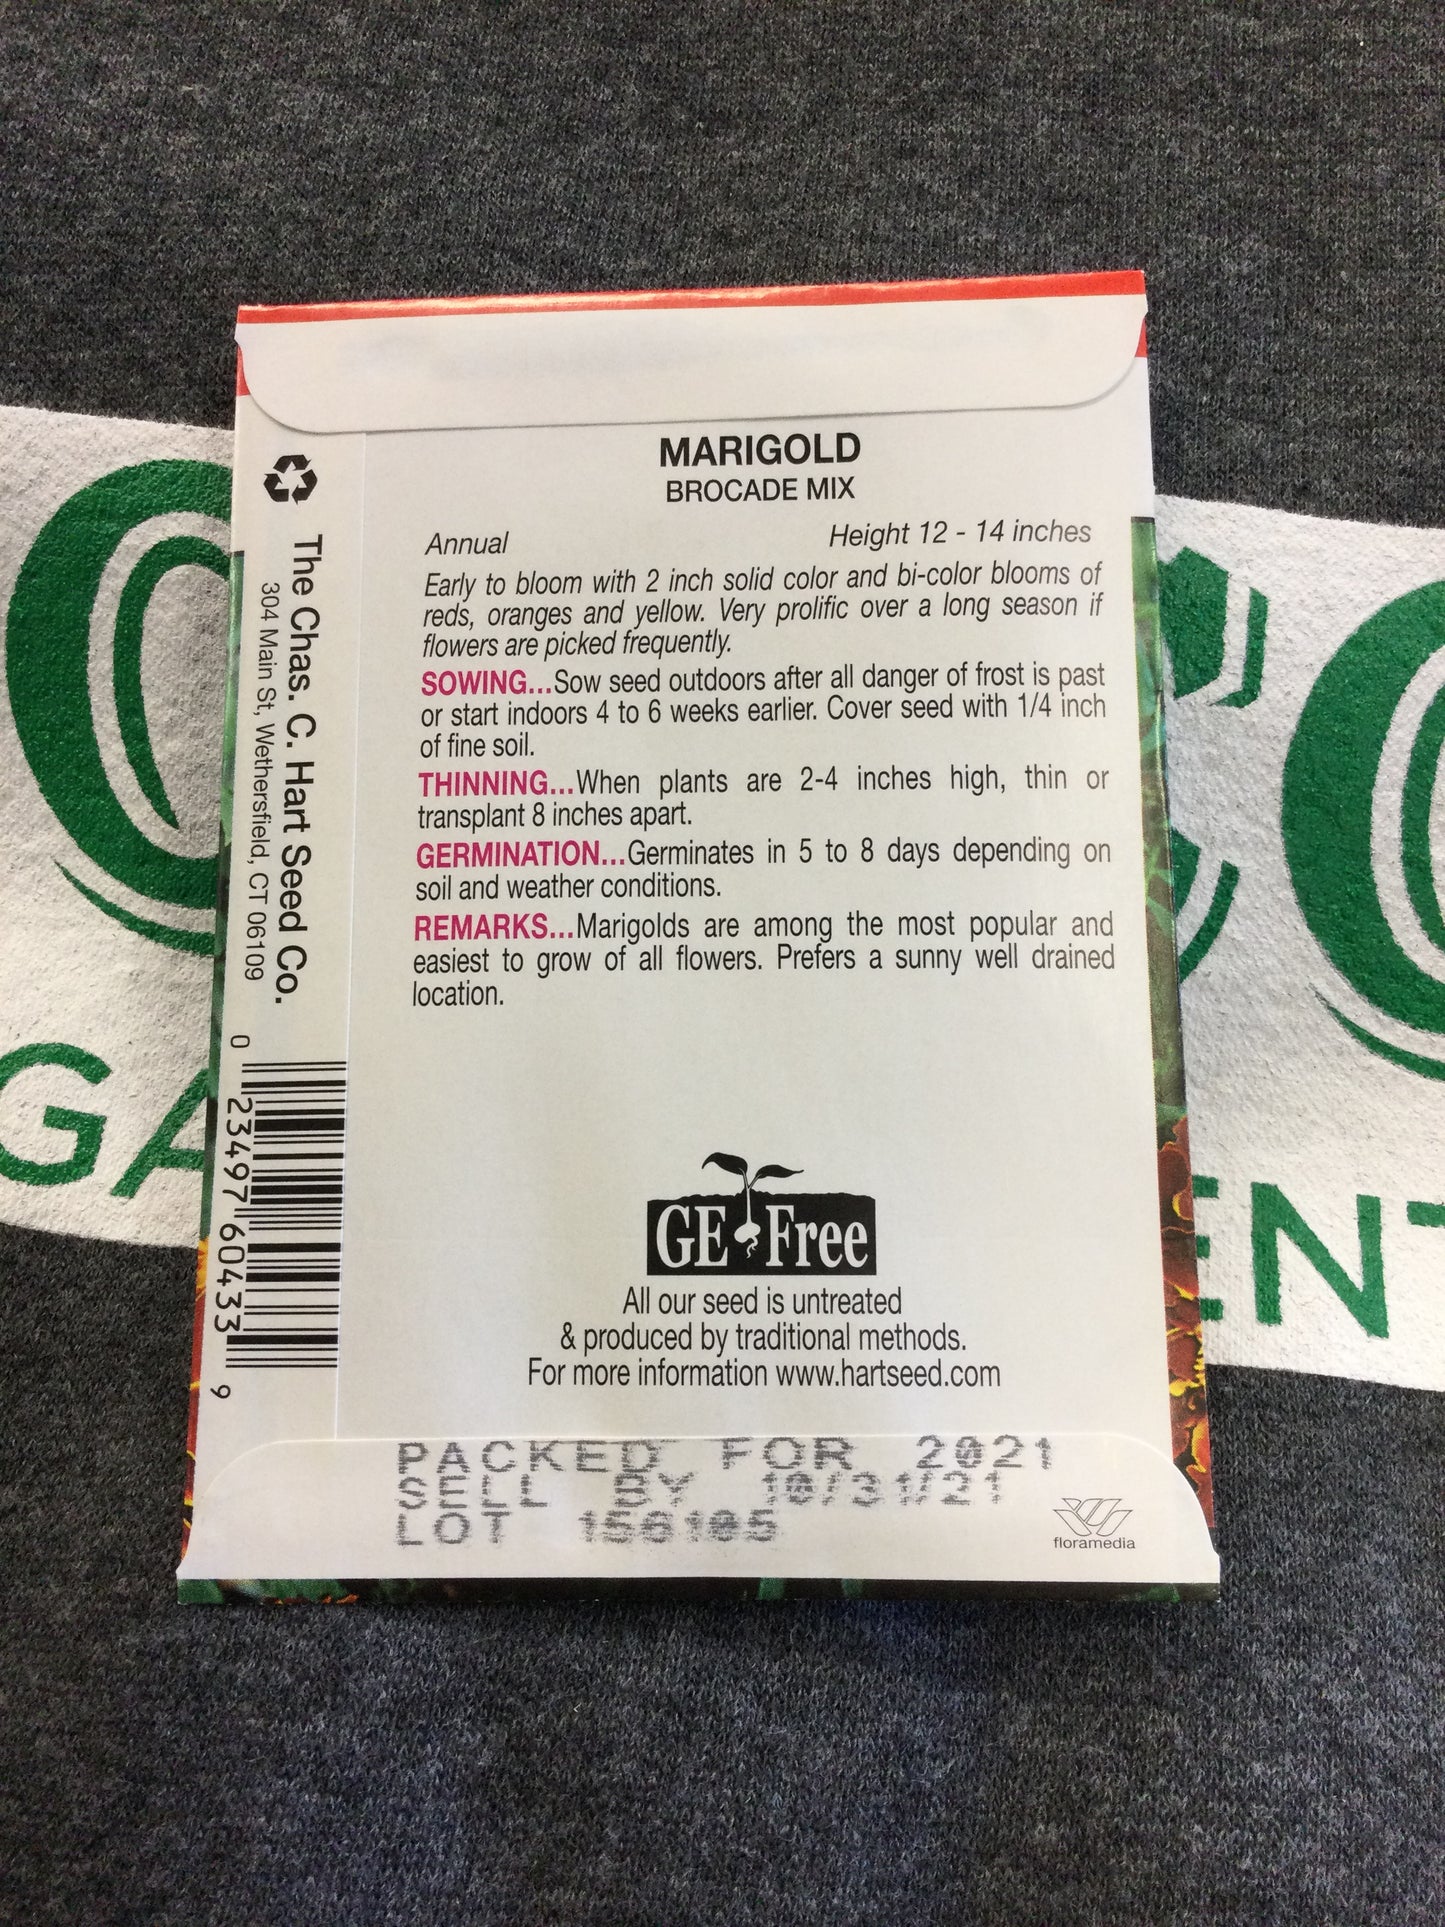 MARIGOLD
BROCADE MIX
Annual
Height 12 - 14 inches
Early to bloom with 2 inch solid color and bi-color blooms of
reds, oranges and yellow. Very prolific over a long season if
flowers are picked frequently.
SOWING...Sow seed outdoors after all danger of frost is past
or start indoors 4 to 6 weeks earlier. Cover seed with 1/4 inch
of fine soil.
THINNING...When plants are 2-4 inches high, thin or
transplant 8 inches apart.
GERMINATION...Germinates in 5 to 8 days depending on
soil and weather conditions.
REMARKS...Marigolds are among the most popular and
easiest to grow of all flowers. Prefers a sunny well drained
location.
GE Free
All our seed is untreated
& produced by traditional methods.
For more information www.hartseed.com
PACKED FOR 2021
SELL BY 10/31/21
LOT 156105
floramedia
The Chas. C. Hart Seed Co.
304 Main St, Wethersfield, CT 06109
0 23497 60433 9
GA
ENT